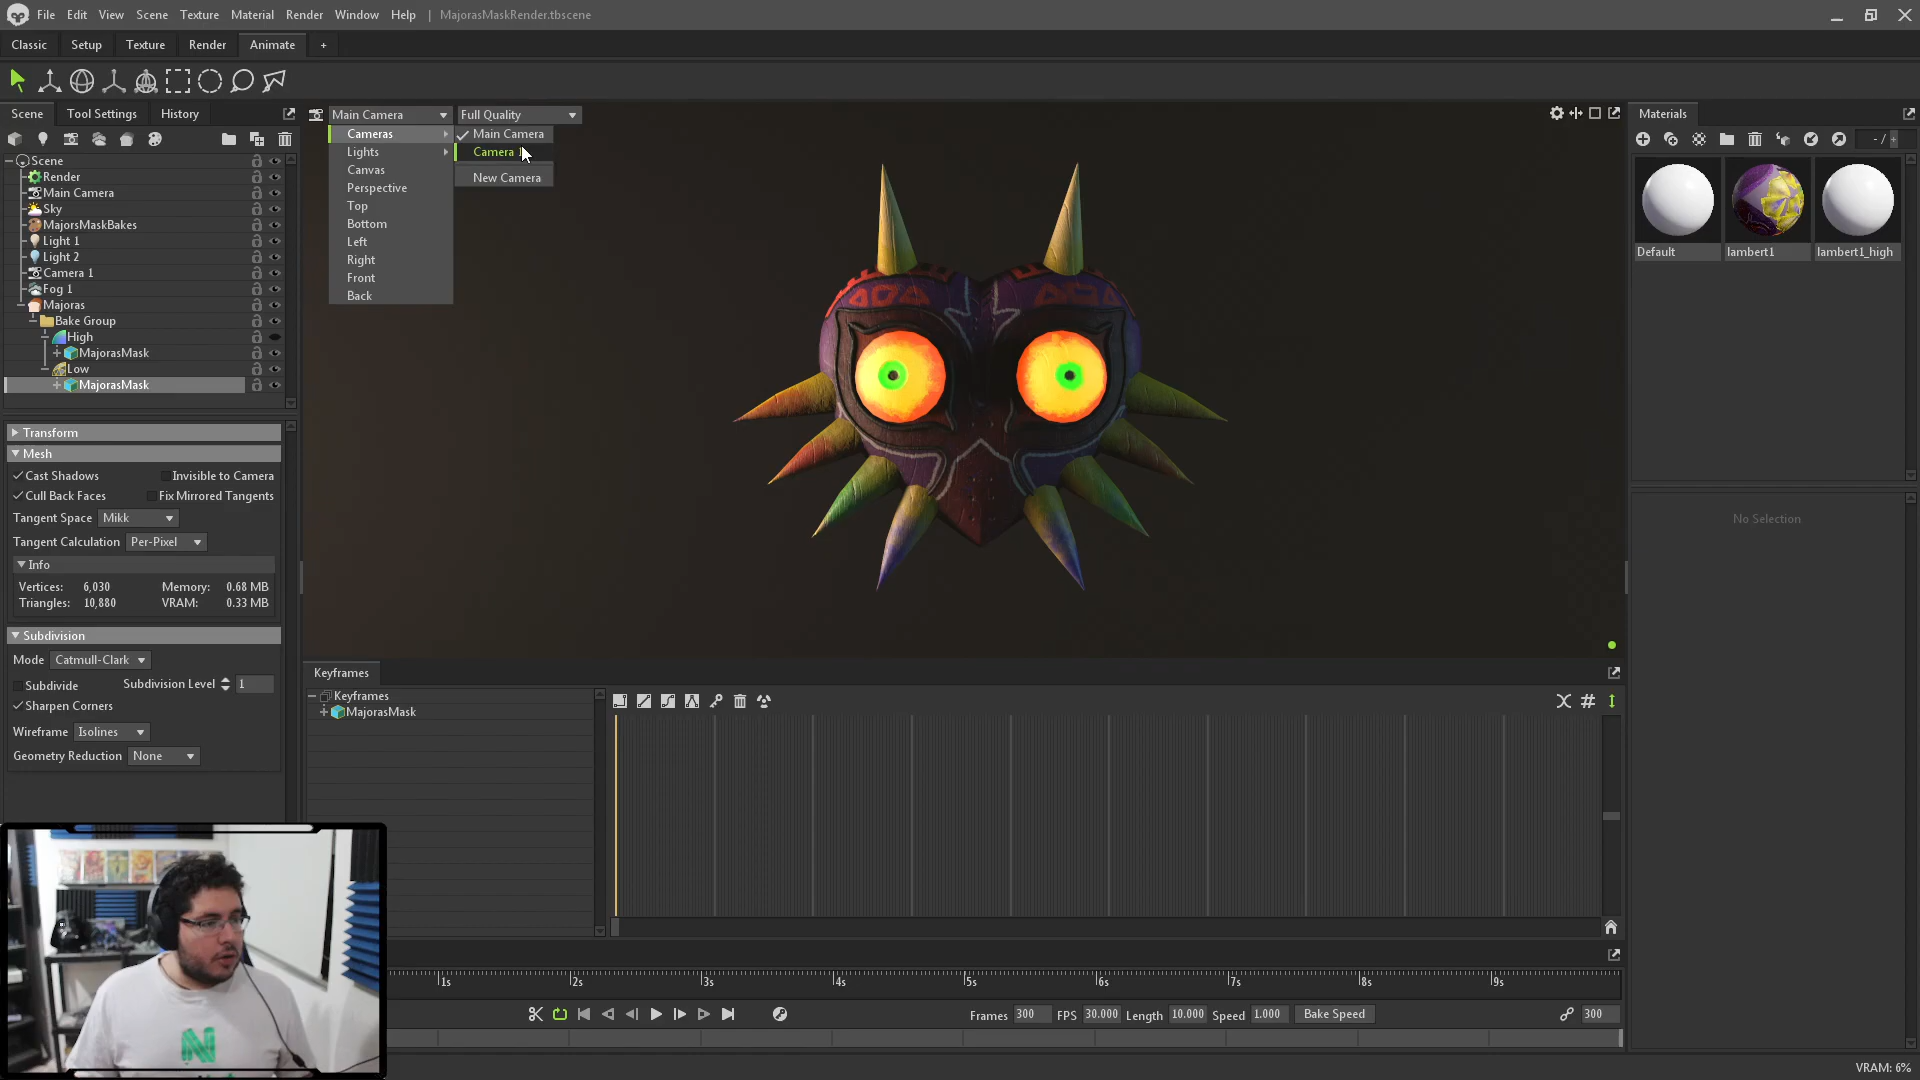 File Edit View Scene Texture Material Render Window Help | MajorasMaskRender.tbscene
Classic Setup Texture Render Animate +
Scene Tool Settings History
Main Camera Full Quality
Materials
Cameras
Lights
Canvas
Perspective
Top
Bottom
Left
Right
Front
Back
Main Camera
Camera
New Camera
- / +
Default lambert1 lambert1_high
No Selection
Scene
Render
Main Camera
Sky
MajorsMaskBakes
Light 1
Light 2
Camera 1
Fog 1
Majoras
Bake Group
High
MajorasMask
Low
MajorasMask
Transform
Mesh
Cast Shadows Invisible to Camera
Cull Back Faces Fix Mirrored Tangents
Tangent Space Mikk
Tangent Calculation Per-Pixel
Info
Vertices: 6,030 Memory: 0.68 MB
Triangles: 10,880 VRAM: 0.33 MB
Subdivision
Mode Catmull-Clark
Subdivide Subdivision Level 1
Sharpen Corners
Wireframe Isolines
Geometry Reduction None
Keyframes
Keyframes
MajorasMask
1s 2s 3s 4s 5s 6s 7s 8s 9s
Frames 300 FPS 30.000 Length 10.000 Speed 1.000 Bake Speed 300
N
VRAM: 6%